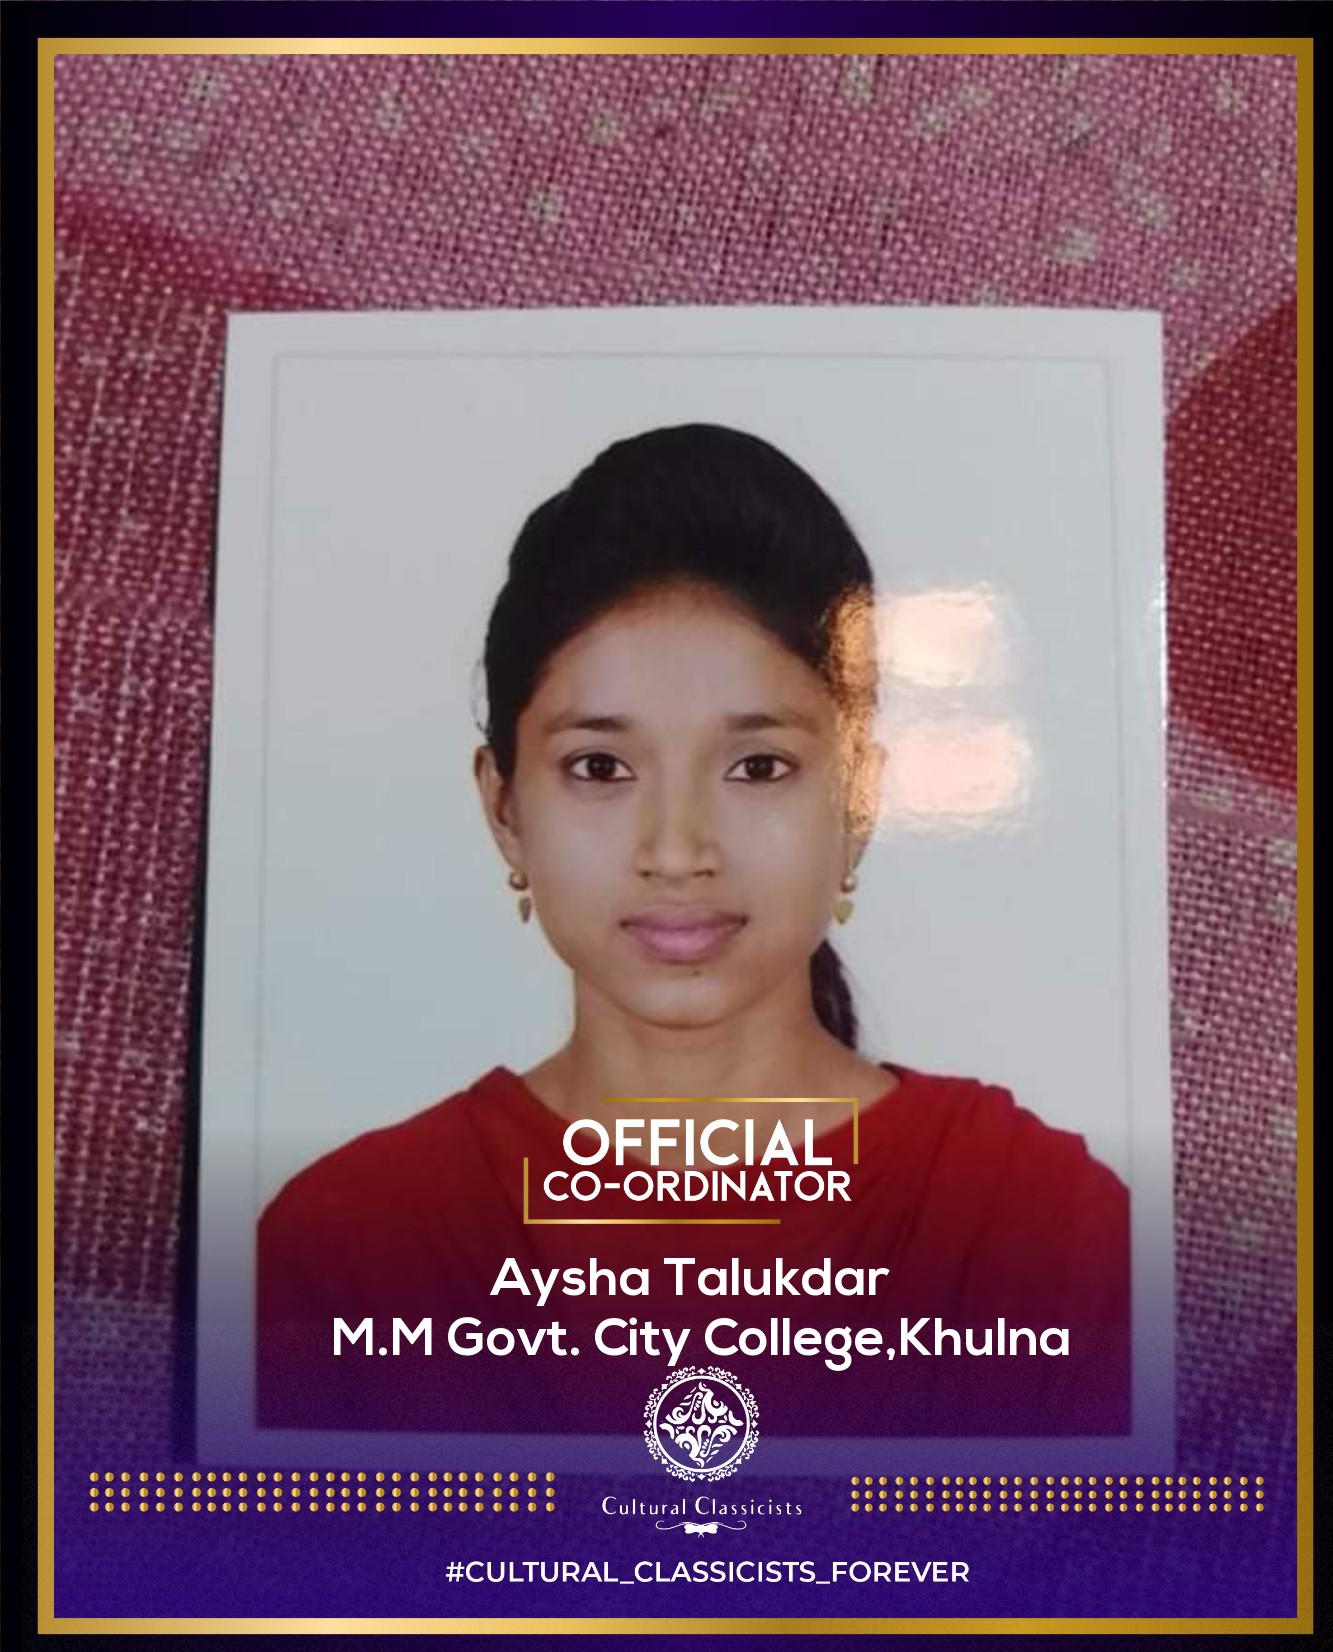 OFFICIAL
CO-ORDINATOR
Aysha Talukdar
M.M Govt. City College,Khulna
Cultural Classicists
#CULTURAL_CLASSICISTS_FOREVER